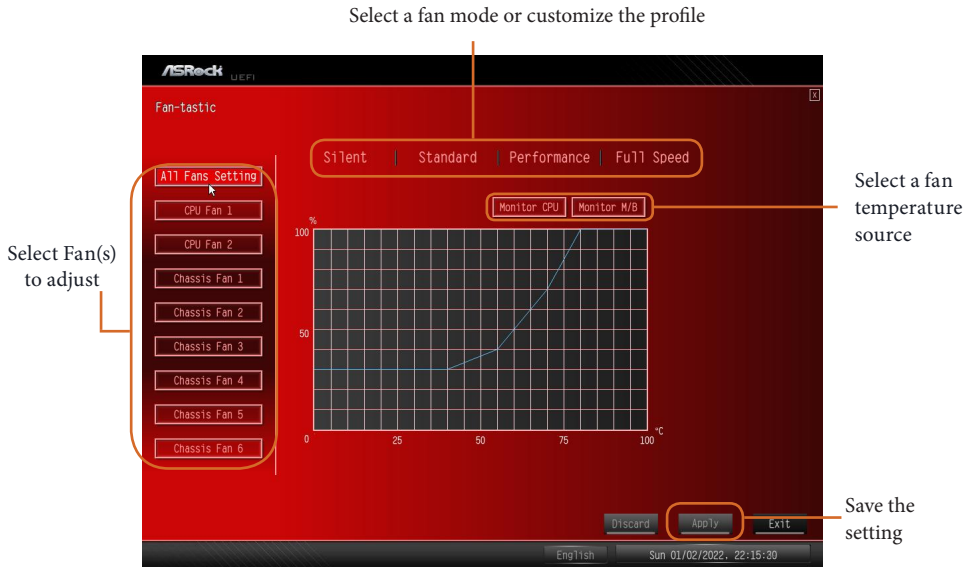 Select a fan mode or customize the profile
ASRock UEFI
X
Fan-tastic
Silent | Standard | Performance | Full Speed
All Fans Setting
CPU Fan 1
CPU Fan 2
Chassis Fan 1
Chassis Fan 2
Chassis Fan 3
Chassis Fan 4
Chassis Fan 5
Chassis Fan 6
Select Fan(s)
to adjust
Monitor CPU Monitor M/B
Select a fan
temperature
source
%
100
50
0 25 50 75 100 °C
Discard Apply Exit
Save the
setting
English Sun 01/02/2022. 22:15:30